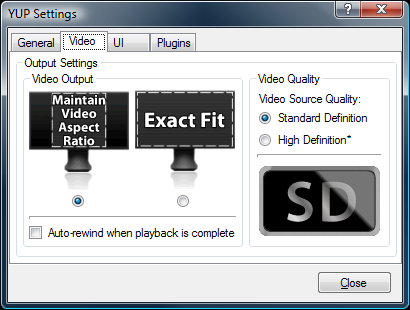 YUP Settings
General
Video
UI
Plugins
Output Settings
Video Output
Maintain
Video
Aspect
Ratio
Exact Fit
Auto-rewind when playback is complete
Video Quality
Video Source Quality:
Standard Definition
High Definition*
SD
Close